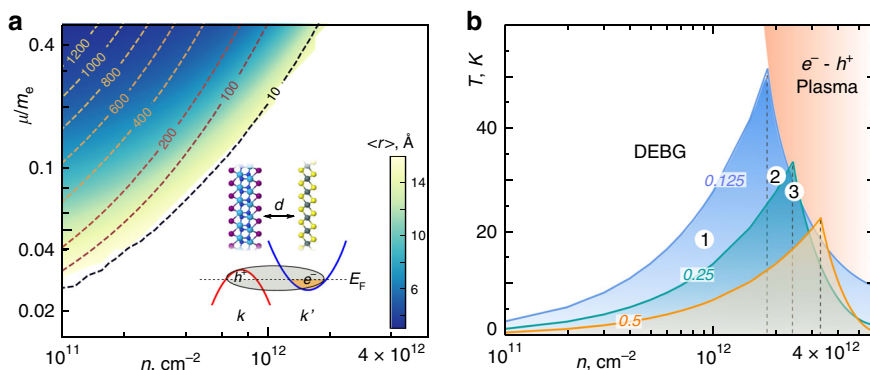 a
0.4
0.1
0.04
0.02
μ/mₑ
1200
1000
800
600
400
200
100
10
<r>, Å
14
12
10
8
6
d
h⁺
e⁻
E_F
k
k’
10¹¹
n, cm⁻²
10¹²
4 × 10¹²
b
T, K
40
20
0
DEBG
e⁻ - h⁺
Plasma
0.125
0.25
0.5
1
2
3
10¹¹
n, cm⁻²
10¹²
4 × 10¹²